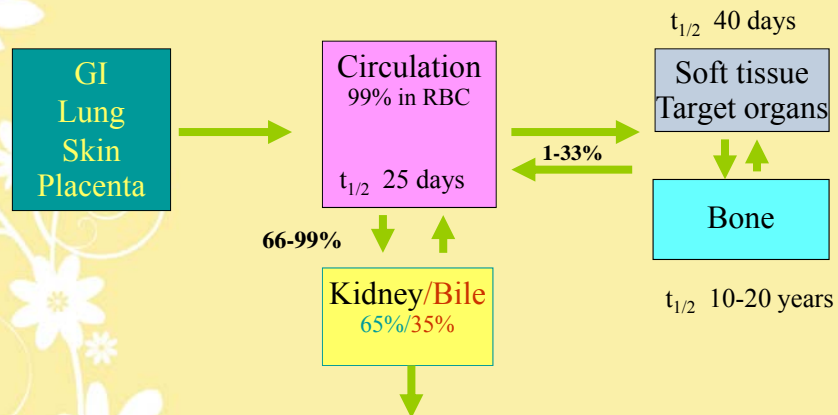 GI
Lung
Skin
Placenta
Circulation
99% in RBC
t1/2 25 days
66-99%
Kidney/Bile
65%/35%
1-33%
t1/2 40 days
Soft tissue
Target organs
Bone
t1/2 10-20 years